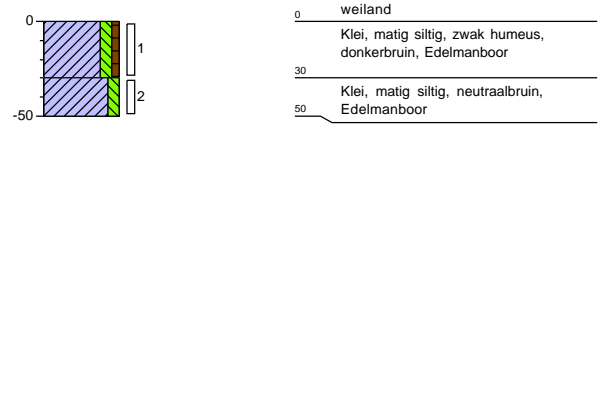 0
-50
1
2
0
weiland
Klei, matig siltig, zwak humeus,
donkerbruin, Edelmanboor
30
Klei, matig siltig, neutraalbruin,
Edelmanboor
50